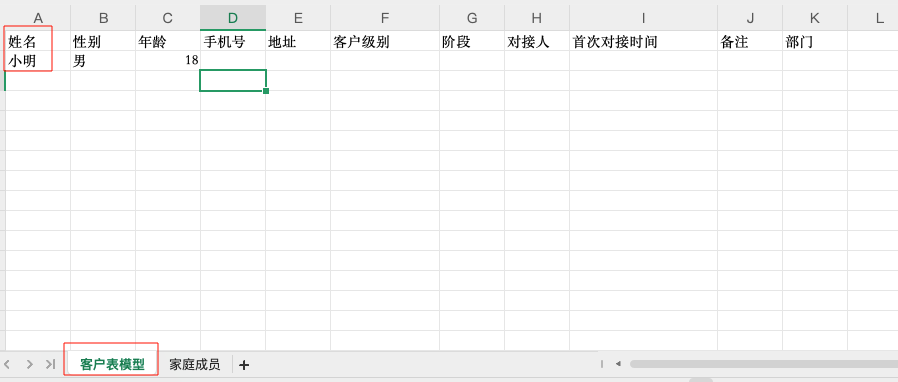 A B C D E F G H I J K L
姓名 性别 年龄 手机号 地址 客户级别 阶段 对接人 首次对接时间 备注 部门
小明 男 18
客户表模型 家庭成员 +